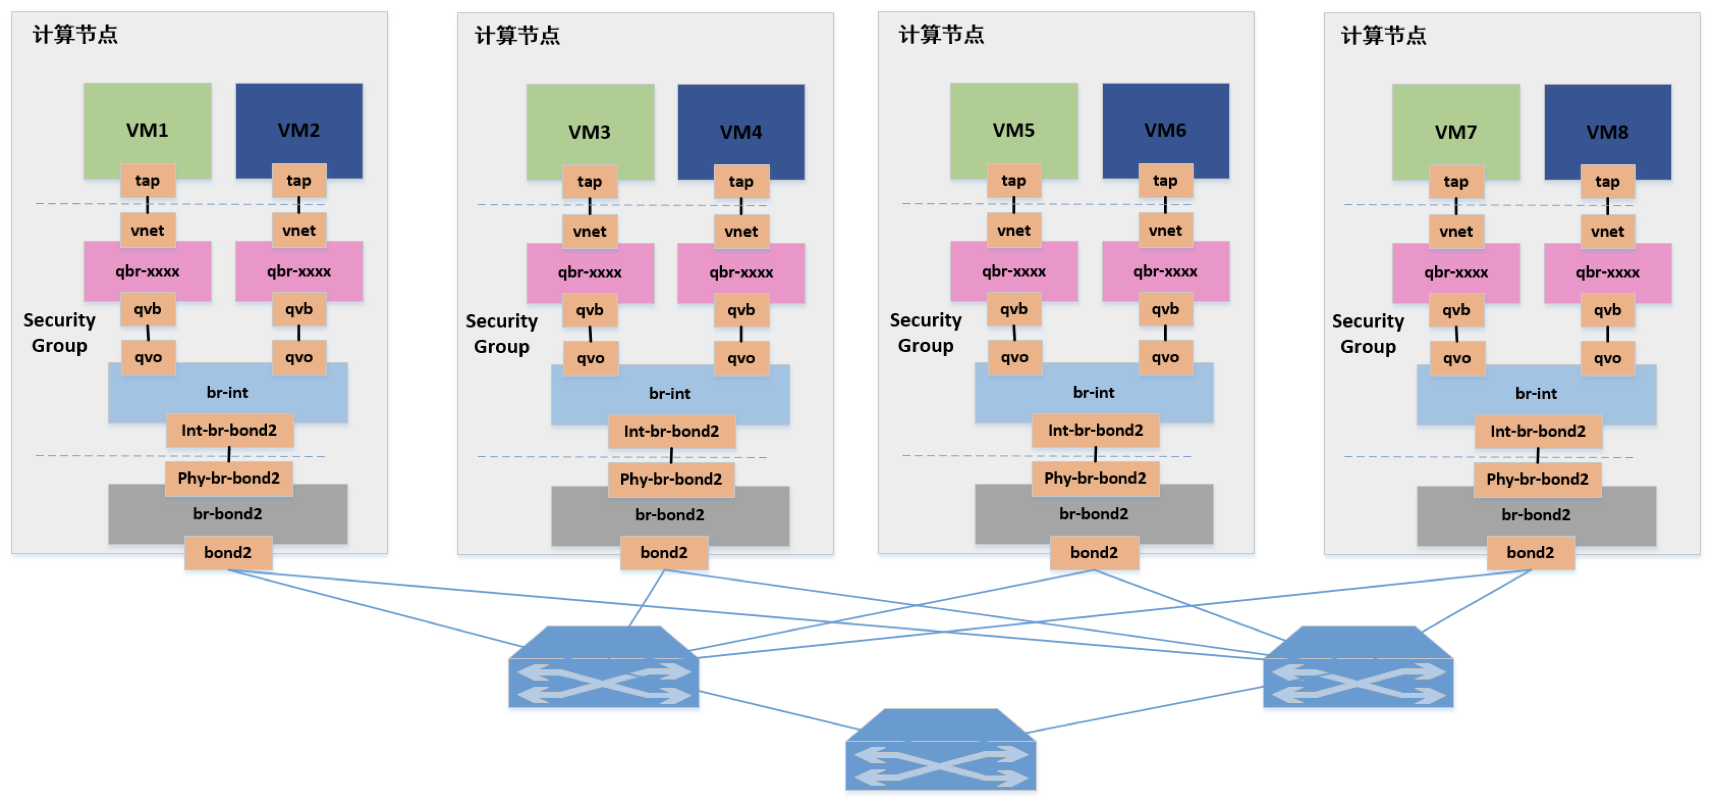 计算节点
VM1
VM2
tap
tap
vnet
vnet
qbr-xxxx
qbr-xxxx
qvb
qvb
Security
Group
qvo
qvo
br-int
Int-br-bond2
Phy-br-bond2
br-bond2
bond2
计算节点
VM3
VM4
tap
tap
vnet
vnet
qbr-xxxx
qbr-xxxx
qvb
qvb
Security
Group
qvo
qvo
br-int
Int-br-bond2
Phy-br-bond2
br-bond2
bond2
计算节点
VM5
VM6
tap
tap
vnet
vnet
qbr-xxxx
qbr-xxxx
qvb
qvb
Security
Group
qvo
qvo
br-int
Int-br-bond2
Phy-br-bond2
br-bond2
bond2
计算节点
VM7
VM8
tap
tap
vnet
vnet
qbr-xxxx
qbr-xxxx
qvb
qvb
Security
Group
qvo
qvo
br-int
Int-br-bond2
Phy-br-bond2
br-bond2
bond2